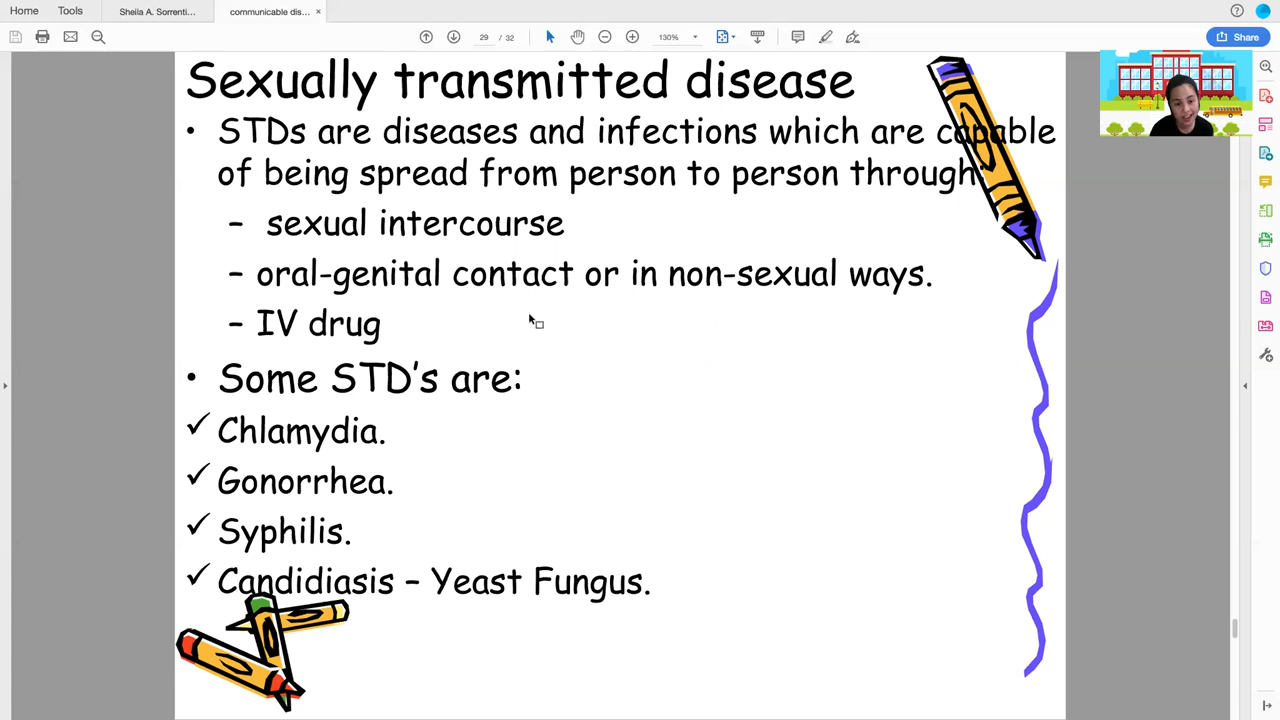 Home
Tools
Sheila A. Sorrenti...
communicable dis...
×
29 / 32
130%
Share
Sexually transmitted disease
• STDs are diseases and infections which are capable
of being spread from person to person through:
– sexual intercourse
– oral-genital contact or in non-sexual ways.
– IV drug
• Some STD's are:
✓ Chlamydia.
✓ Gonorrhea.
✓ Syphilis.
✓ Candidiasis – Yeast Fungus.